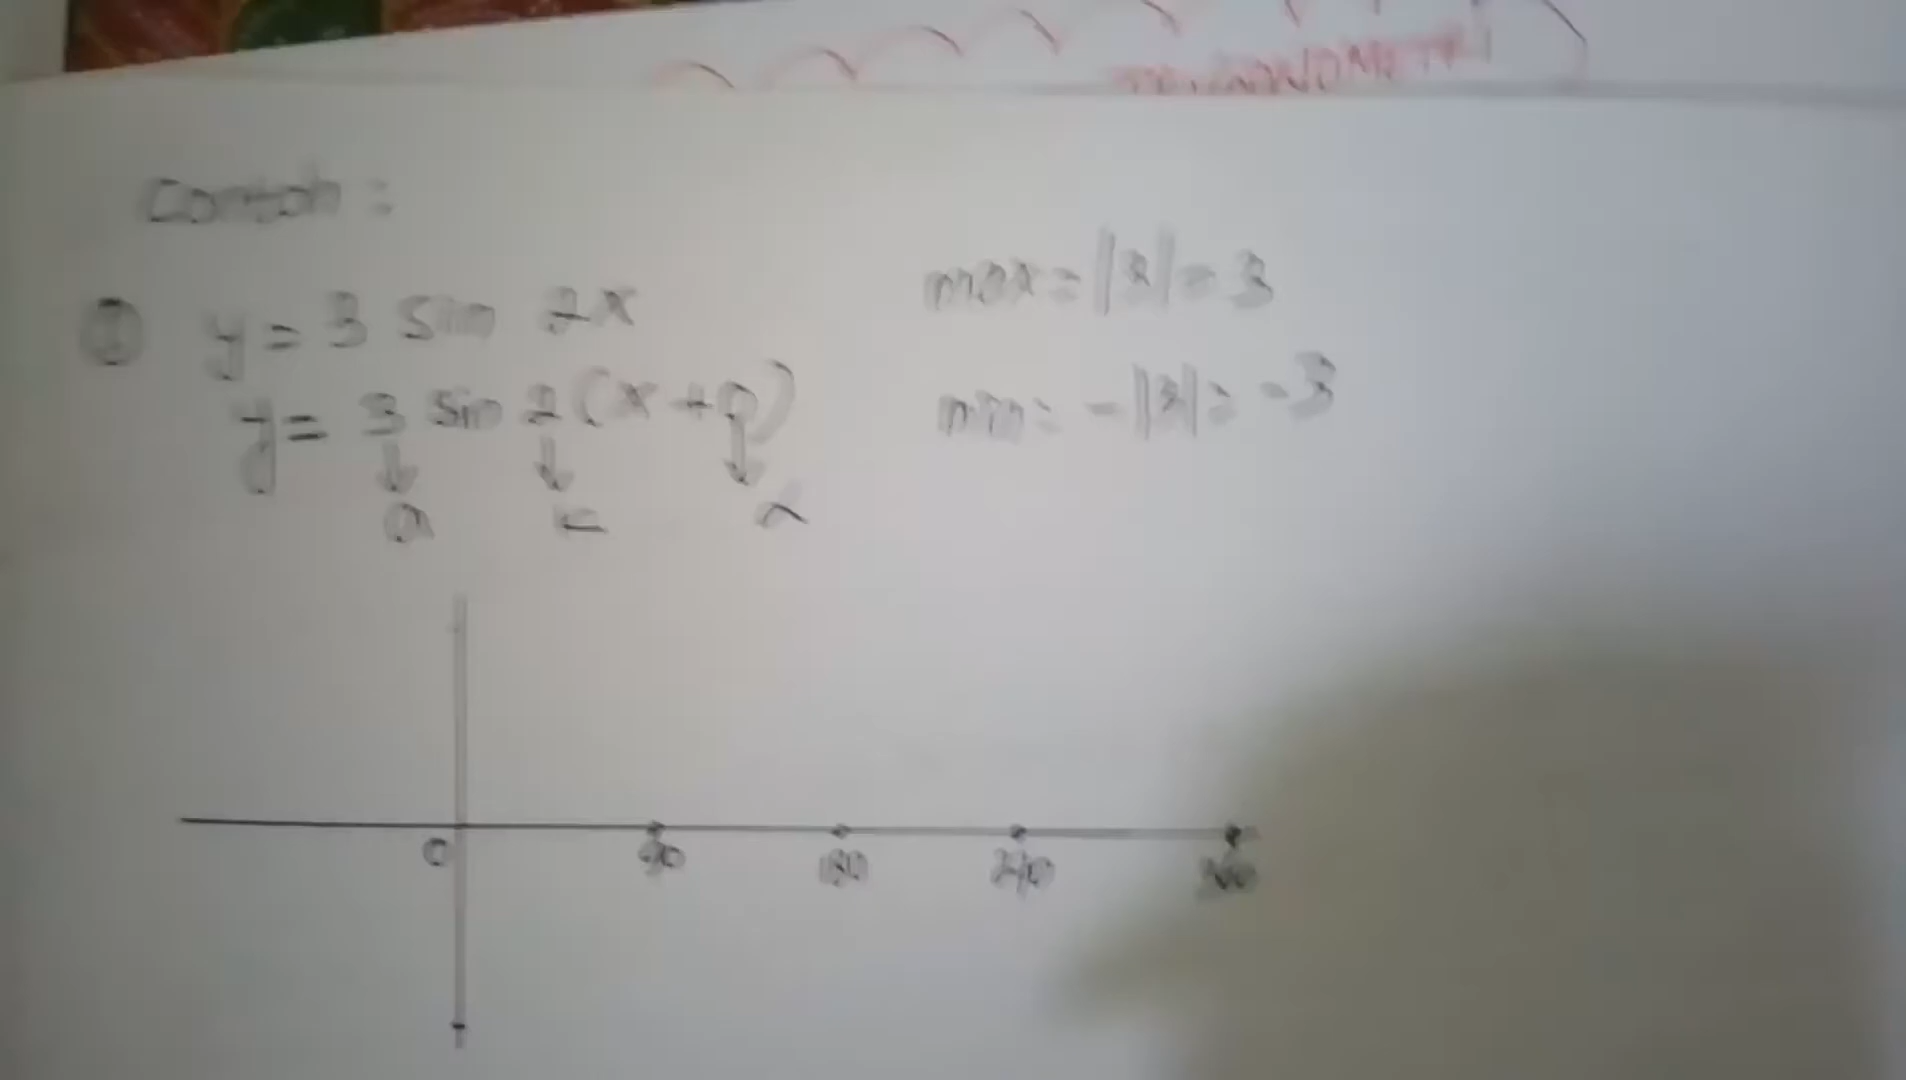 Contoh :
① y = 3 sin 2x
y = 3 sin 2 (x + 0)
a k α
max = |3| = 3
min = - |3| = -3
0 90 180 270 360